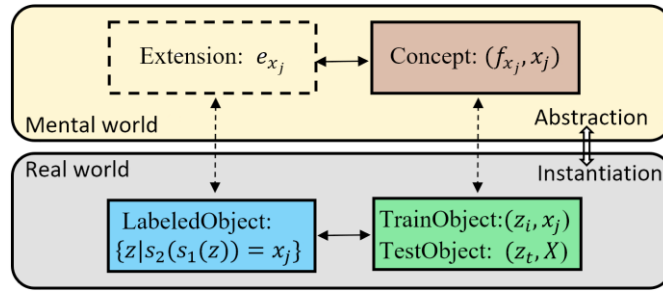 Extension: e_{x_j}
Concept: (f_{x_j}, x_j)
Mental world
Abstraction
Real world
Instantiation
LabeledObject:
{z|s_2(s_1(z)) = x_j}
TrainObject:(z_i, x_j)
TestObject: (z_t, X)